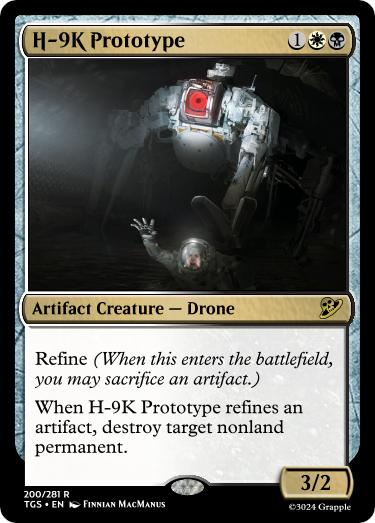 H-9K Prototype 1
Artifact Creature — Drone
Refine (When this enters the battlefield,
you may sacrifice an artifact.)
When H-9K Prototype refines an
artifact, destroy target nonland
permanent.
3/2
200/281 R
TGS • EN Finnian MacManus
©3024 Grapple